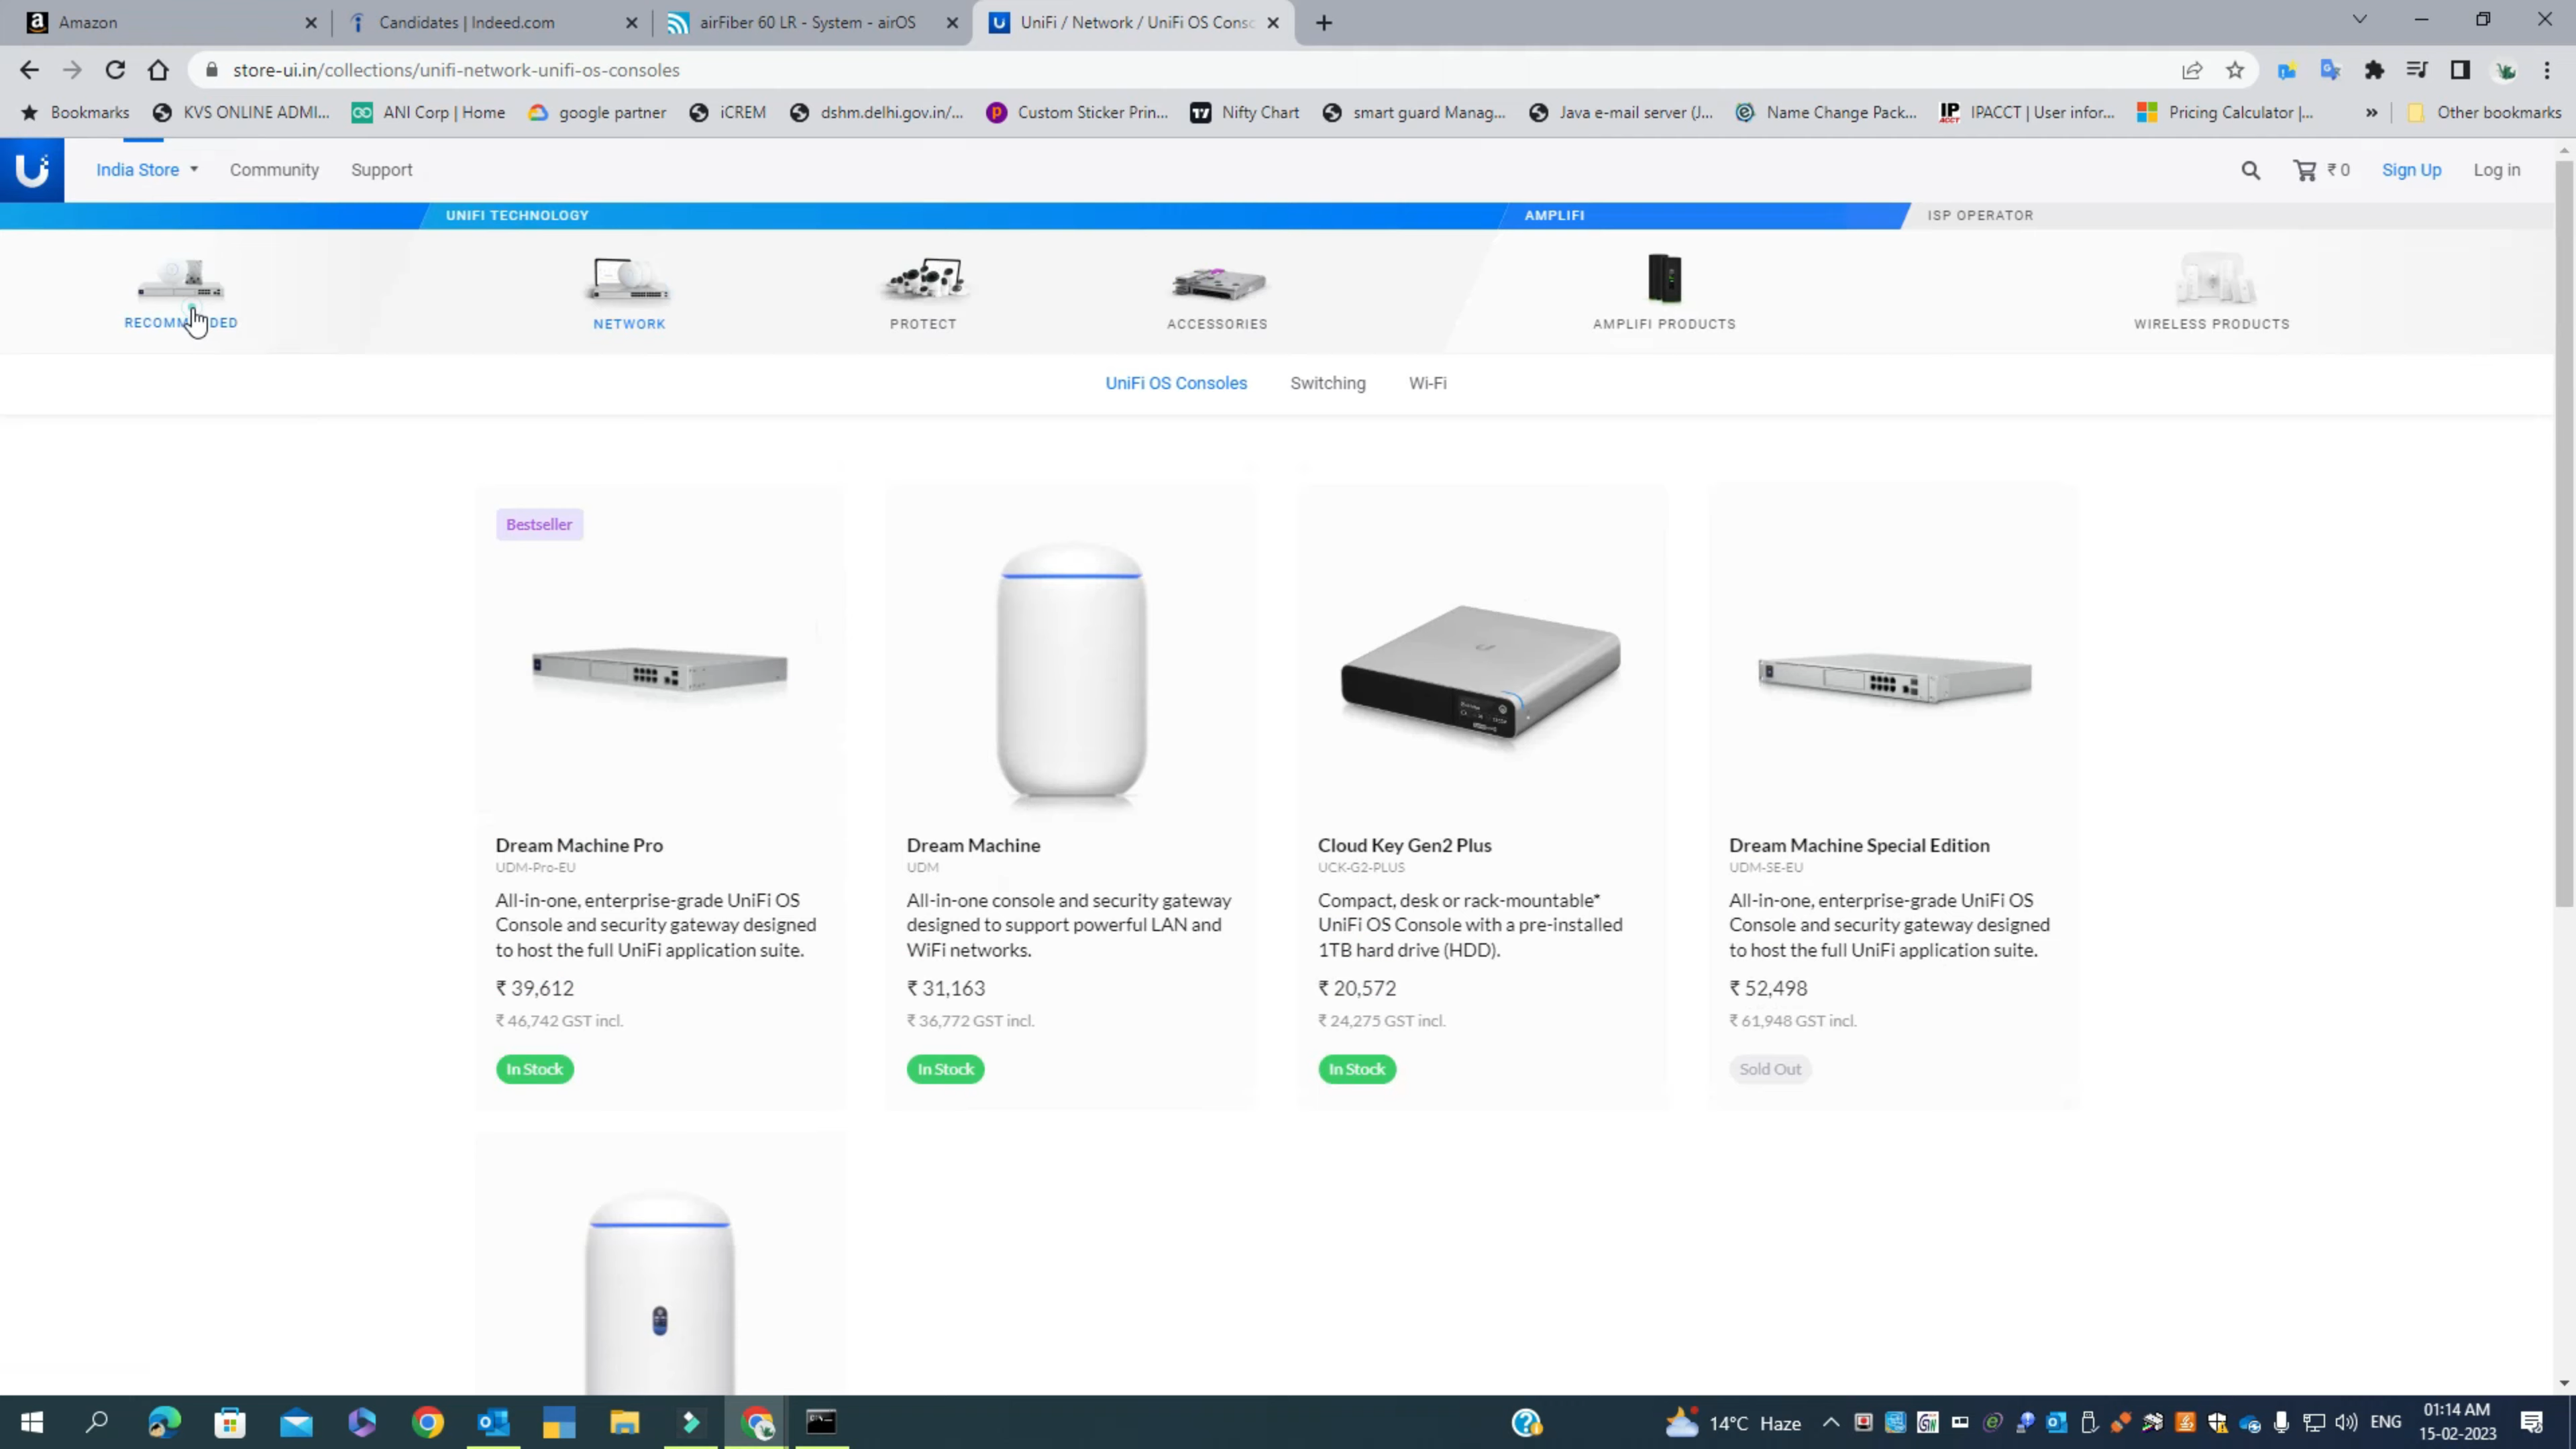 Amazon
Candidates | Indeed.com
airFiber 60 LR - System - airOS
UniFi / Network / UniFi OS Conso
store-ui.in/collections/unifi-network-unifi-os-consoles
Bookmarks
KVS ONLINE ADMI...
ANI Corp | Home
google partner
iCREM
dshm.delhi.gov.in/...
Custom Sticker Prin...
Nifty Chart
smart guard Manag...
Java e-mail server (J...
Name Change Pack...
IPACCT | User infor...
Pricing Calculator |...
»
Other bookmarks
India Store
Community
Support
₹ 0
Sign Up
Log in
UNIFI TECHNOLOGY
AMPLIFI
ISP OPERATOR
RECOMMENDED
NETWORK
PROTECT
ACCESSORIES
AMPLIFI PRODUCTS
WIRELESS PRODUCTS
UniFi OS Consoles
Switching
Wi-Fi
Bestseller
Dream Machine Pro
UDM-Pro-EU
All-in-one, enterprise-grade UniFi OS
Console and security gateway designed
to host the full UniFi application suite.
₹ 39,612
₹ 46,742 GST incl.
In Stock
Dream Machine
UDM
All-in-one console and security gateway
designed to support powerful LAN and
WiFi networks.
₹ 31,163
₹ 36,772 GST incl.
In Stock
Cloud Key Gen2 Plus
UCK-G2-PLUS
Compact, desk or rack-mountable*
UniFi OS Console with a pre-installed
1TB hard drive (HDD).
₹ 20,572
₹ 24,275 GST incl.
In Stock
Dream Machine Special Edition
UDM-SE-EU
All-in-one, enterprise-grade UniFi OS
Console and security gateway designed
to host the full UniFi application suite.
₹ 52,498
₹ 61,948 GST incl.
Sold Out
14°C Haze
ENG
01:14 AM
15-02-2023